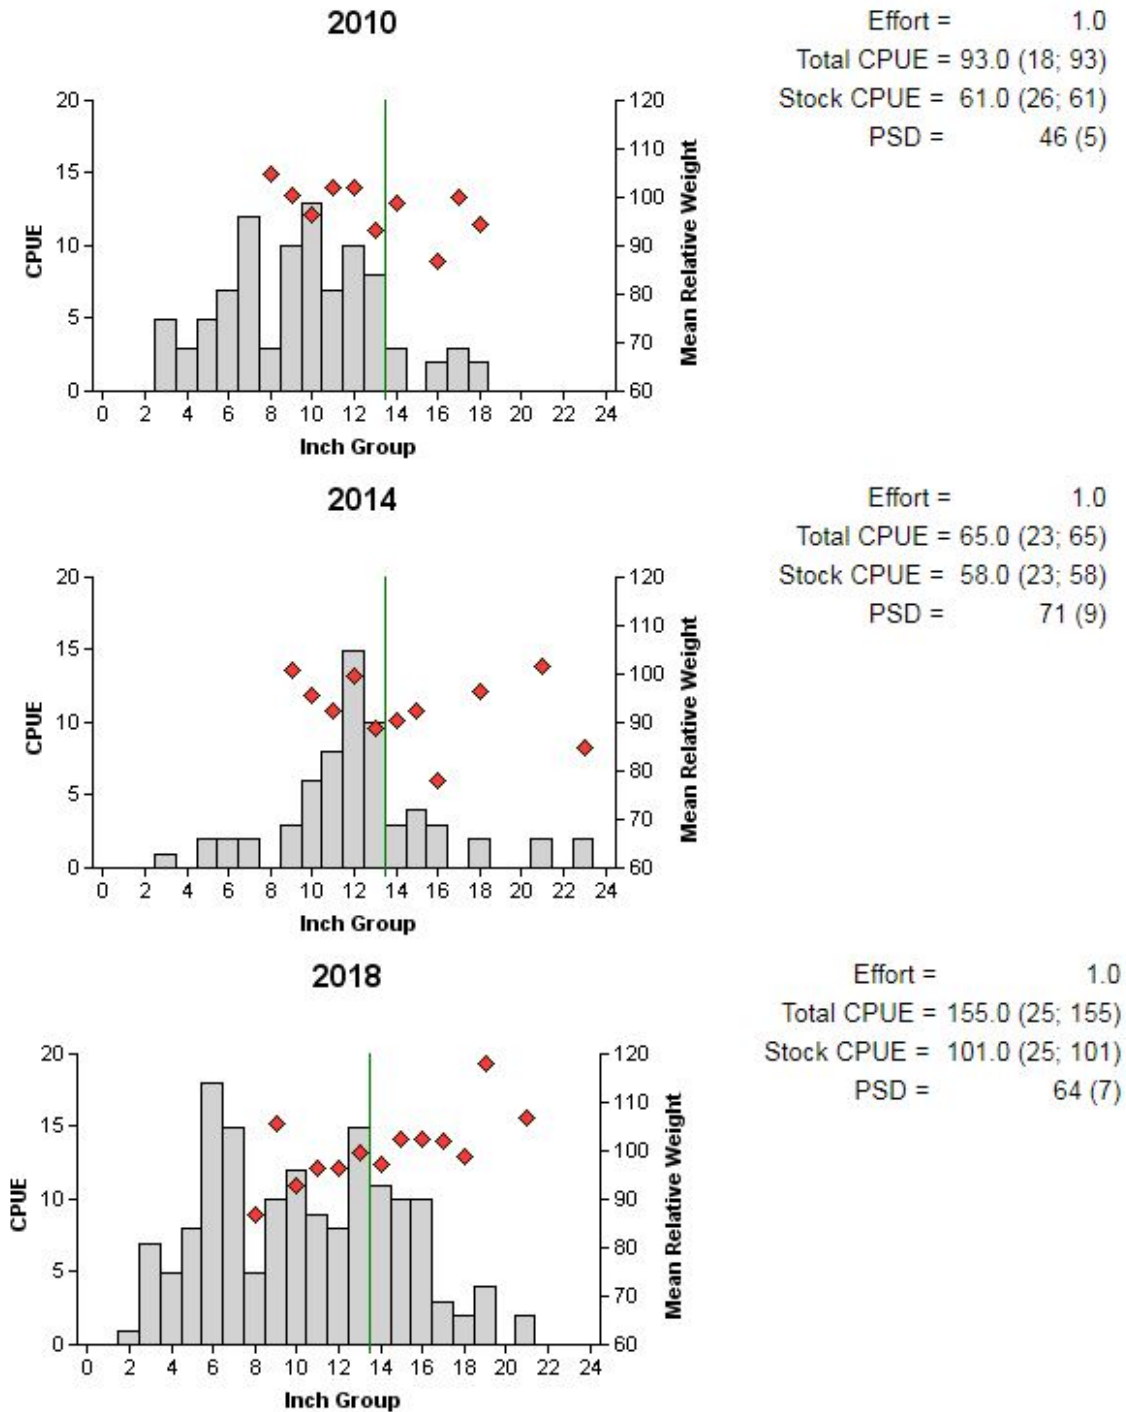 2010
Effort = 1.0
Total CPUE = 93.0 (18; 93)
Stock CPUE = 61.0 (26; 61)
PSD = 46 (5)
20 120
110
15 100
10 90
80
5 70
0 60
CPUE
Mean Relative Weight
0 2 4 6 8 10 12 14 16 18 20 22 24
Inch Group
2014
Effort = 1.0
Total CPUE = 65.0 (23; 65)
Stock CPUE = 58.0 (23; 58)
PSD = 71 (9)
20 120
110
15 100
10 90
80
5 70
0 60
CPUE
Mean Relative Weight
0 2 4 6 8 10 12 14 16 18 20 22 24
Inch Group
2018
Effort = 1.0
Total CPUE = 155.0 (25; 155)
Stock CPUE = 101.0 (25; 101)
PSD = 64 (7)
20 120
110
15 100
10 90
80
5 70
0 60
CPUE
Mean Relative Weight
0 2 4 6 8 10 12 14 16 18 20 22 24
Inch Group